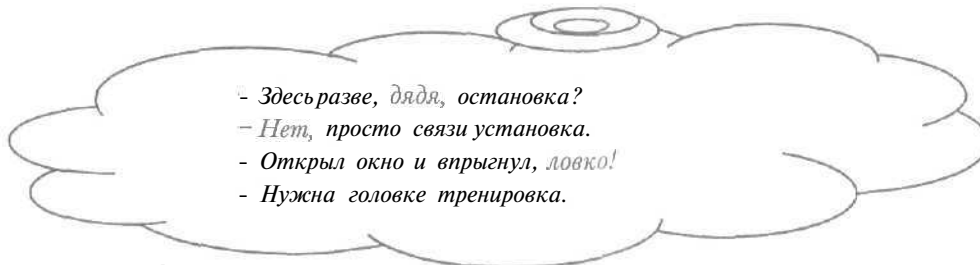 - Здесь разве, дядя, остановка?
- Нет, просто связи установка.
- Открыл окно и впрыгнул, ловко!
- Нужна головке тренировка.